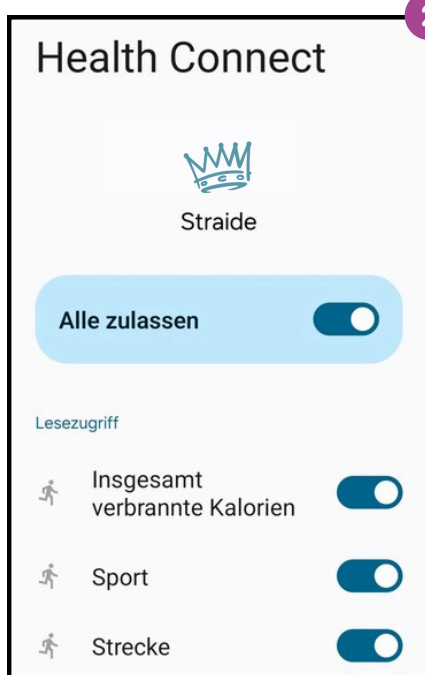 Health Connect
Straide
Alle zulassen
Lesezugriff
Insgesamt
verbrannte Kalorien
Sport
Strecke